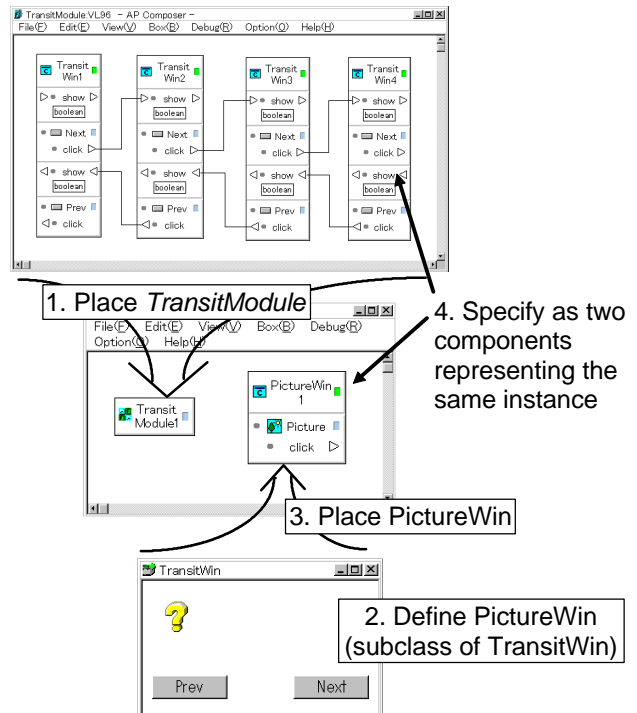 TransitModule:VL96 - AP Composer -
File(F) Edit(E) View(V) Box(B) Debug(R) Option(O) Help(H)
Transit Win1
show
boolean
Next
click
show
boolean
Prev
click
Transit Win2
show
boolean
Next
click
show
boolean
Prev
click
Transit Win3
show
boolean
Next
click
show
boolean
Prev
click
Transit Win4
show
boolean
Next
click
show
boolean
Prev
click
1. Place TransitModule
File(F) Edit(E) View(V) Box(B) Debug(R)
Option(O) Help(H)
Transit
Module1
PictureWin
1
Picture
click
4. Specify as two
components
representing the
same instance
3. Place PictureWin
TransitWin
?
2. Define PictureWin
(subclass of TransitWin)
Prev
Next